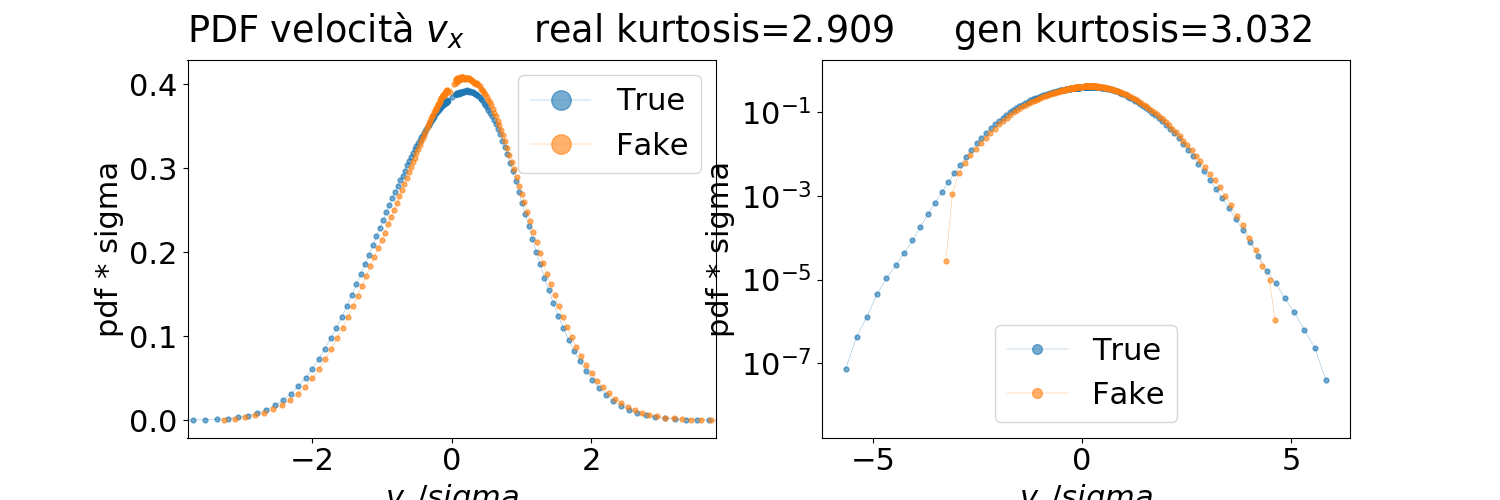 PDF velocità vₓ real kurtosis=2.909 gen kurtosis=3.032
pdf * sigma
0.4
0.3
0.2
0.1
0.0
−2
0
2
True
Fake
pdf * sigma
10⁻¹
10⁻³
10⁻⁵
10⁻⁷
−5
0
5
True
Fake